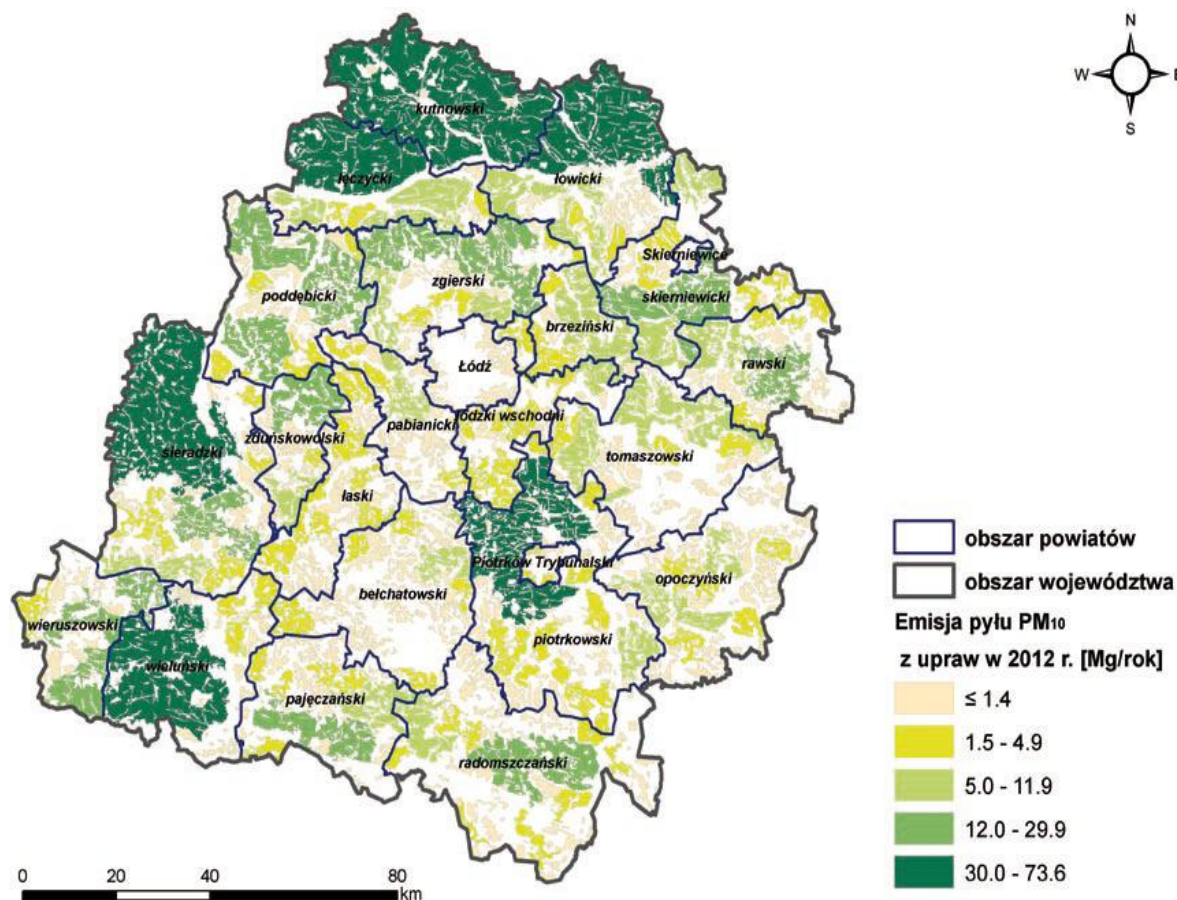 N
W E
S
kutnowski
łęczycki
łowicki
Skierniewice
zgierski
poddębicki
skierniewicki
brzeziński
rawski
Łódź
łódzki wschodni
pabianicki
zduńskowolski
sieradzki
tomaszowski
łaski
Piotrków Trybunalski
opoczyński
bełchatowski
wieruszowski
piotrkowski
wieluński
pajęczański
radomszczański
obszar powiatów
obszar województwa
Emisja pyłu PM10
z upraw w 2012 r. [Mg/rok]
≤ 1.4
1.5 - 4.9
5.0 - 11.9
12.0 - 29.9
30.0 - 73.6
0 20 40 80
km